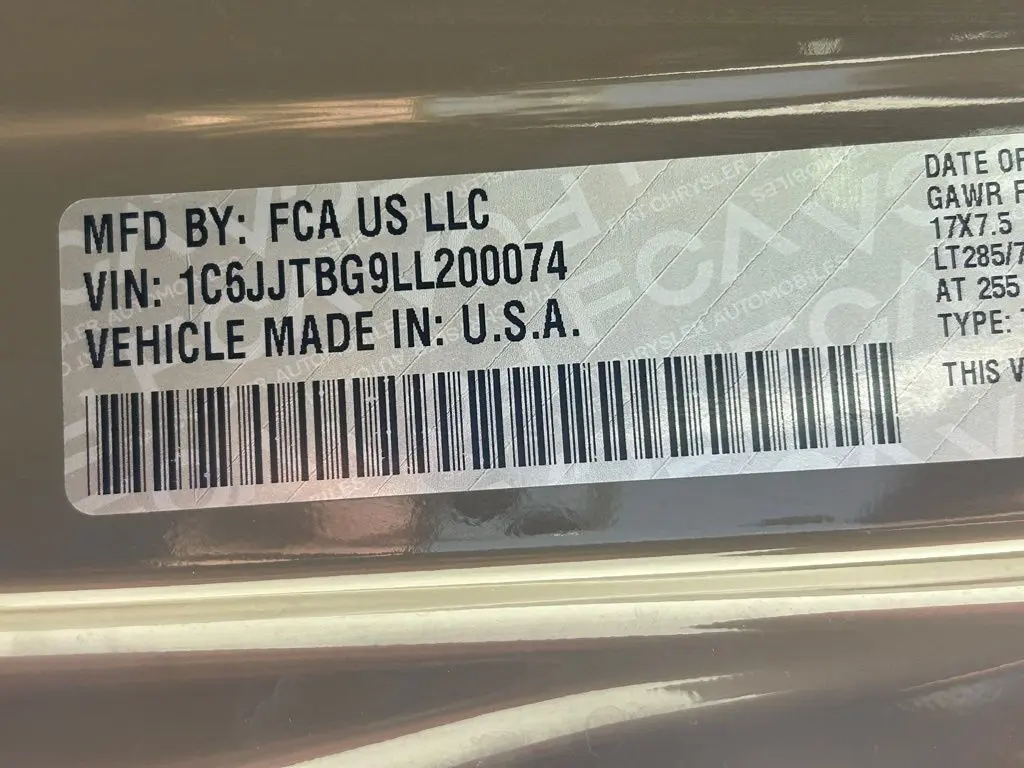 MFD BY: FCA US LLC
VIN: 1C6JJTBG9LL200074
VEHICLE MADE IN: U.S.A.
DATE OF
GAWR F
17X7.5
LT285/7
AT 255
TYPE:
THIS V